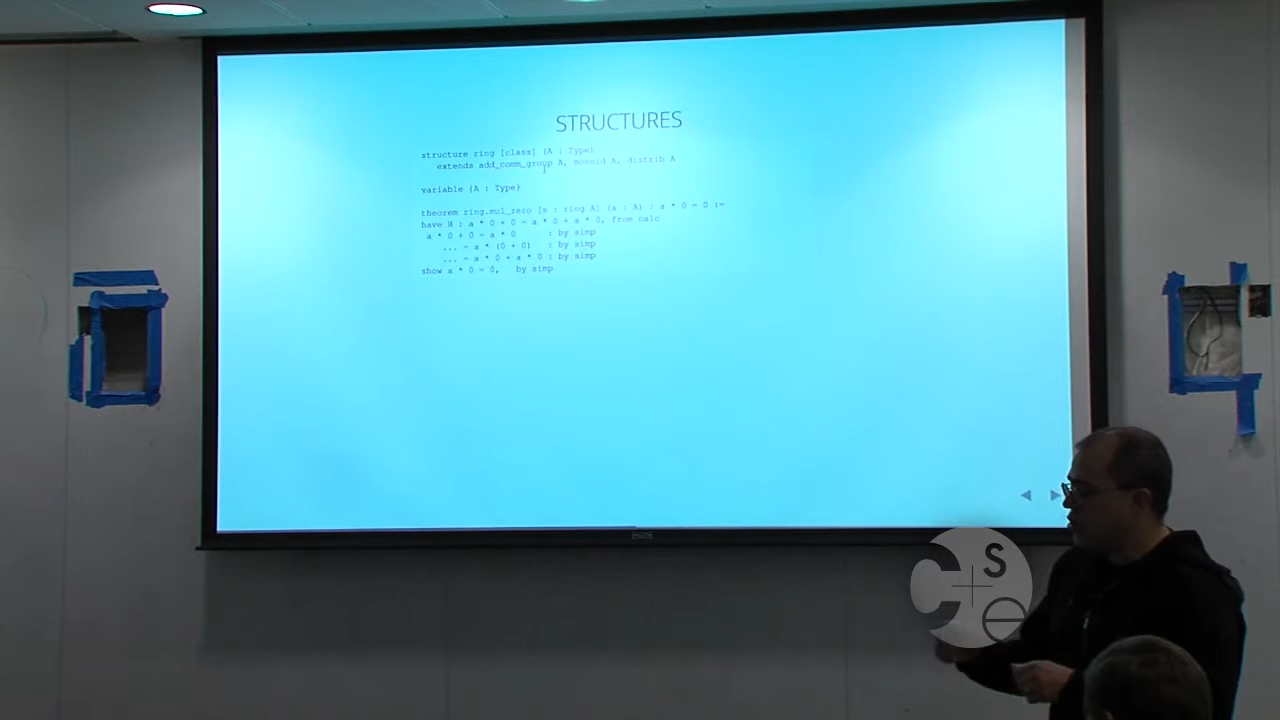 STRUCTURES
structure ring [class] (A : Type)
extends add_comm_group A, monoid A, distrib A
variable {A : Type}
theorem ring.mul_zero [s : ring A] (a : A) : a * 0 = 0 :=
have H : a * 0 + 0 = a * 0 + a * 0, from calc
a * 0 + 0 = a * 0 : by simp
... = a * (0 + 0) : by simp
... = a * 0 + a * 0 : by simp
show a * 0 = 0, by simp
C+se